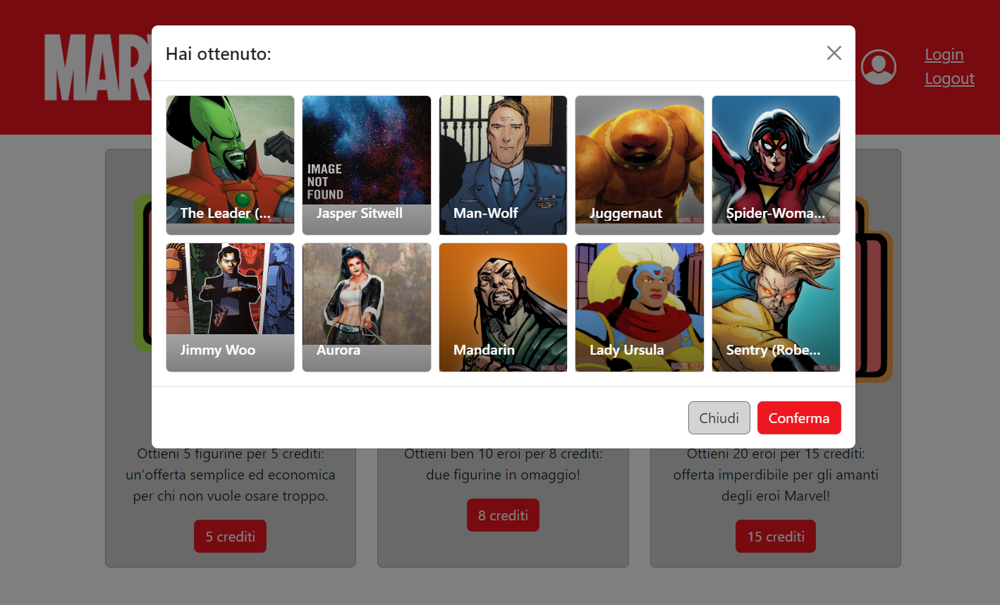 Hai ottenuto:
MAR
Login
Logout
IMAGE
NOT
FOUND
The Leader (...
Jasper Sitwell
Man-Wolf
Juggernaut
Spider-Woma...
Jimmy Woo
Aurora
Mandarin
Lady Ursula
Sentry (Robe...
Chiudi
Conferma
Ottieni 5 figurine per 5 crediti:
un'offerta semplice ed economica
per chi non vuole osare troppo.
5 crediti
Ottieni ben 10 eroi per 8 crediti:
due figurine in omaggio!
8 crediti
Ottieni 20 eroi per 15 crediti:
offerta imperdibile per gli amanti
degli eroi Marvel!
15 crediti